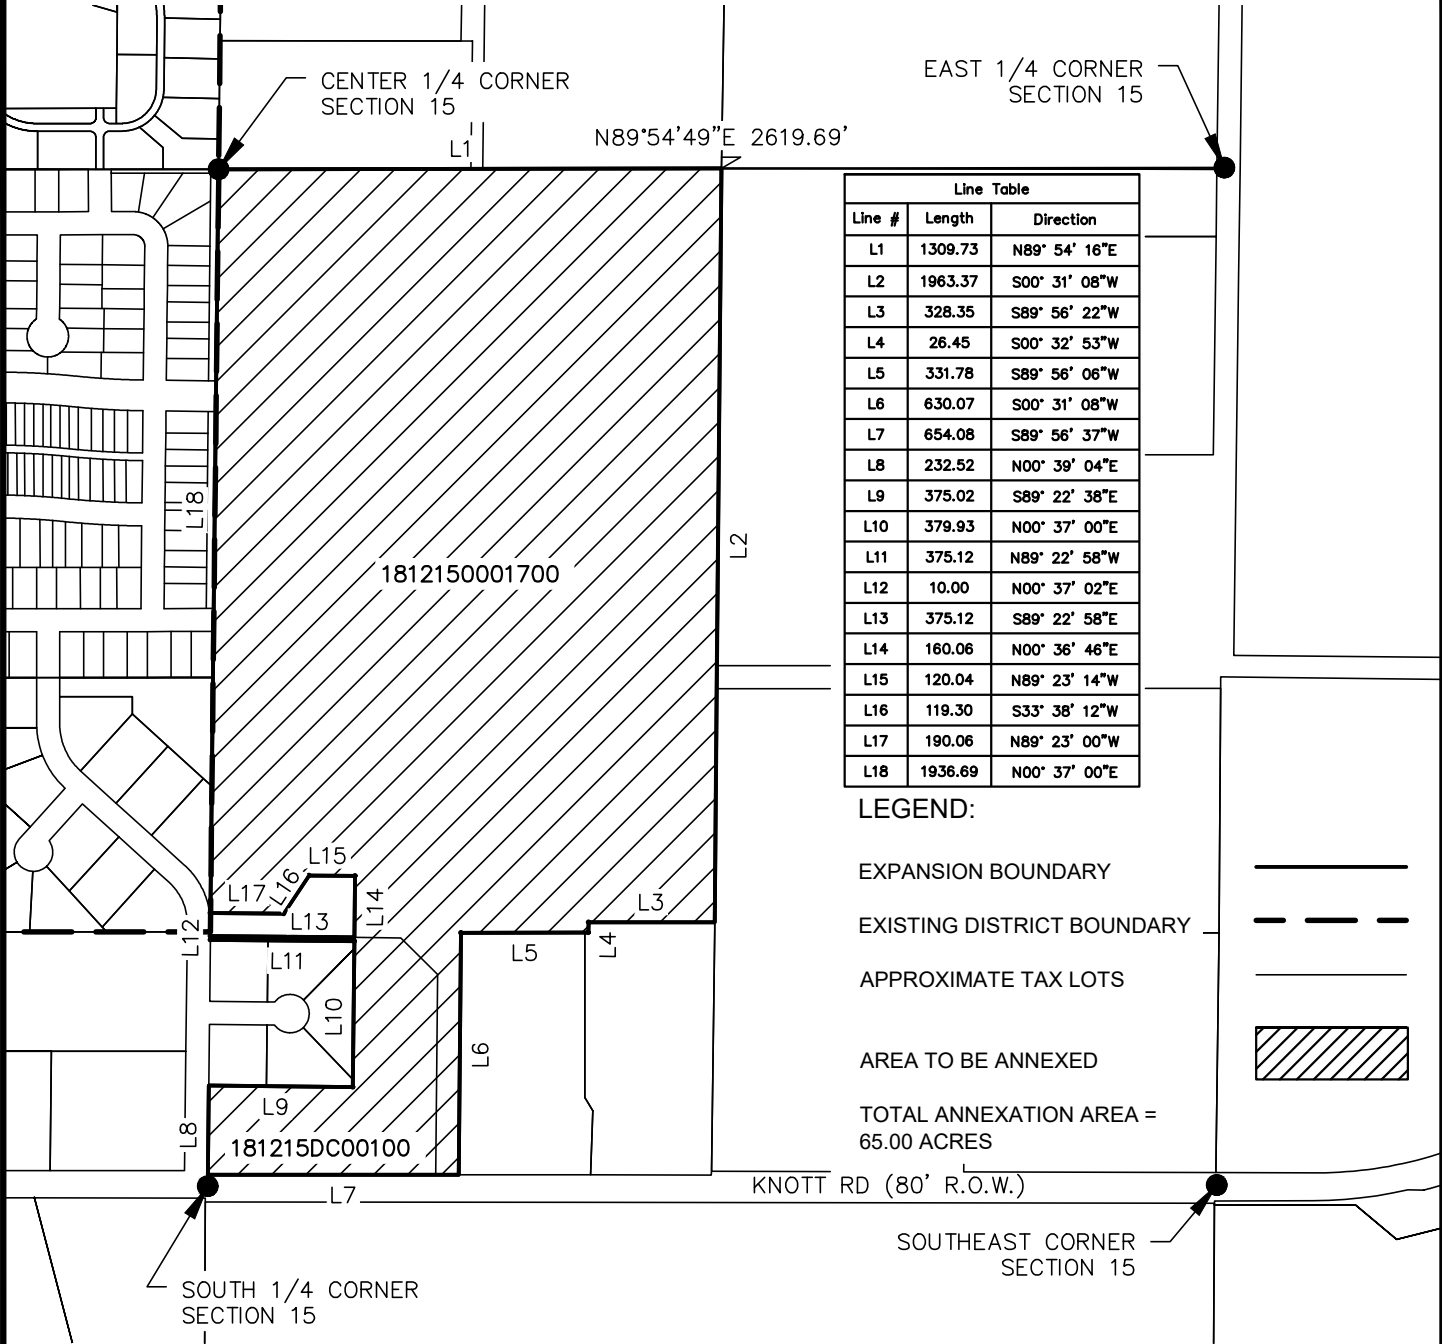 CENTER 1/4 CORNER
SECTION 15
EAST 1/4 CORNER
SECTION 15
L1
N89°54'49"E 2619.69'
Line Table
Line # Length Direction
L1 1309.73 N89° 54' 16"E
L2 1963.37 S00° 31' 08"W
L3 328.35 S89° 56' 22"W
L4 26.45 S00° 32' 53"W
L5 331.78 S89° 56' 06"W
L6 630.07 S00° 31' 08"W
L7 654.08 S89° 56' 37"W
L8 232.52 N00° 39' 04"E
L9 375.02 S89° 22' 38"E
L10 379.93 N00° 37' 00"E
L11 375.12 N89° 22' 58"W
L12 10.00 N00° 37' 02"E
L13 375.12 S89° 22' 58"E
L14 160.06 N00° 36' 46"E
L15 120.04 N89° 23' 14"W
L16 119.30 S33° 38' 12"W
L17 190.06 N89° 23' 00"W
L18 1936.69 N00° 37' 00"E
L18
L2
1812150001700
LEGEND:
EXPANSION BOUNDARY
EXISTING DISTRICT BOUNDARY
APPROXIMATE TAX LOTS
AREA TO BE ANNEXED
TOTAL ANNEXATION AREA =
65.00 ACRES
L15
L17
L16
L14
L13
L3
L12
L11
L5
L4
L10
L6
L9
L8
181215DC00100
L7
KNOTT RD (80' R.O.W.)
SOUTHEAST CORNER
SECTION 15
SOUTH 1/4 CORNER
SECTION 15